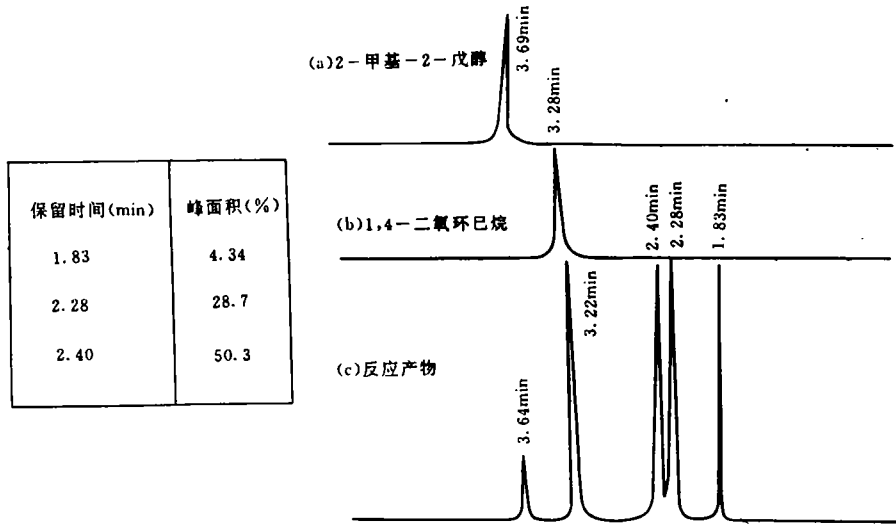 保留时间(min) 峰面积(%)
1.83 4.34
2.28 28.7
2.40 50.3
(a)2-甲基-2-戊醇
3.69min
3.28min
(b)1,4-二氧环已烷
2.40min
2.28min
1.83min
3.22min
(c)反应产物
3.64min